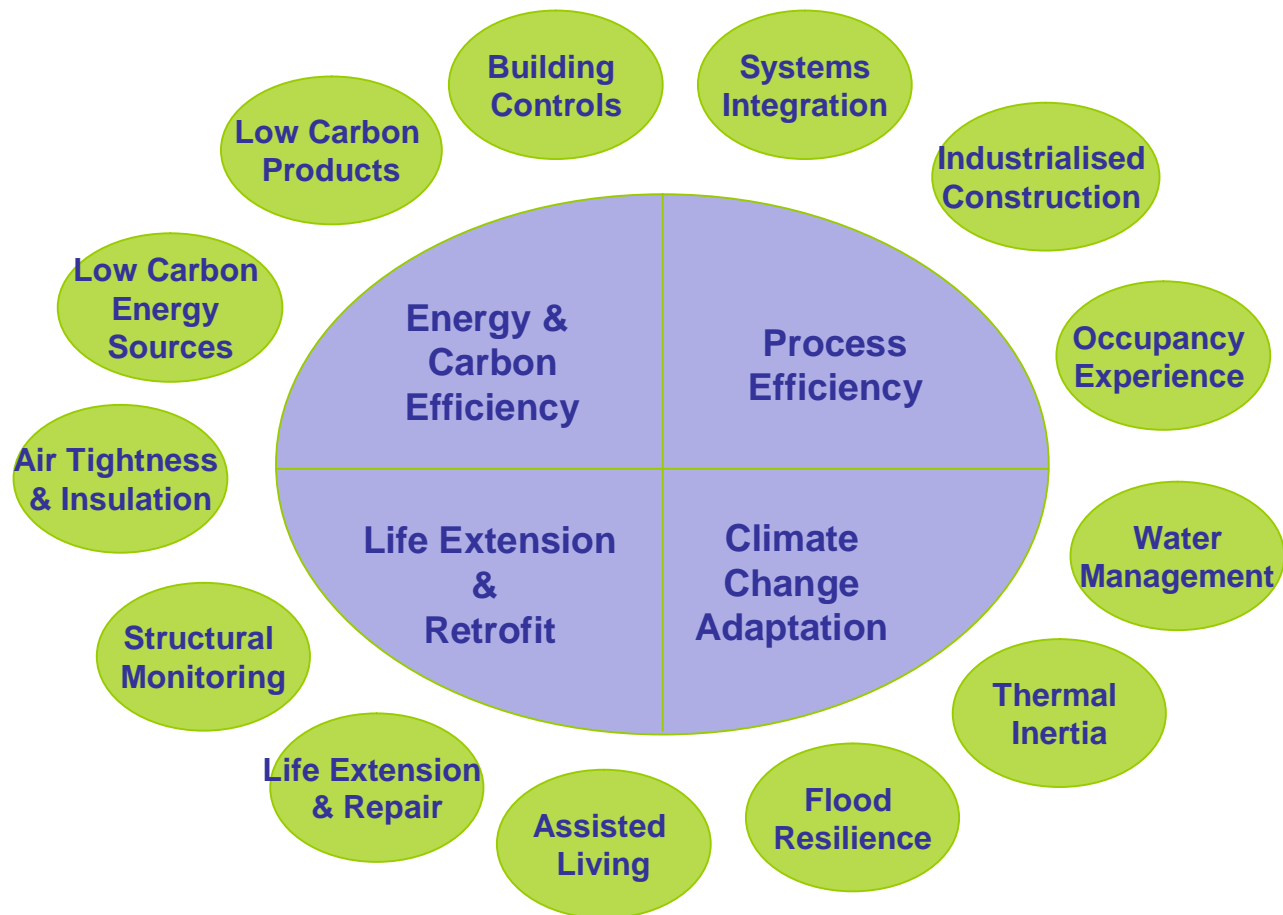 Building
Controls
Systems
Integration
Low Carbon
Products
Industrialised
Construction
Low Carbon
Energy
Sources
Energy &
Carbon
Efficiency
Process
Efficiency
Occupancy
Experience
Air Tightness
& Insulation
Life Extension
&
Retrofit
Climate
Change
Adaptation
Water
Management
Structural
Monitoring
Thermal
Inertia
Life Extension
& Repair
Assisted
Living
Flood
Resilience